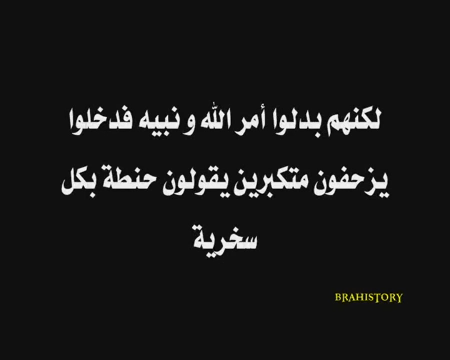 لكنهم بدلوا أمر الله و نبيه فدخلوا
يزحفون متكبرين يقولون حنطة بكل
سخرية
BRAHISTORY